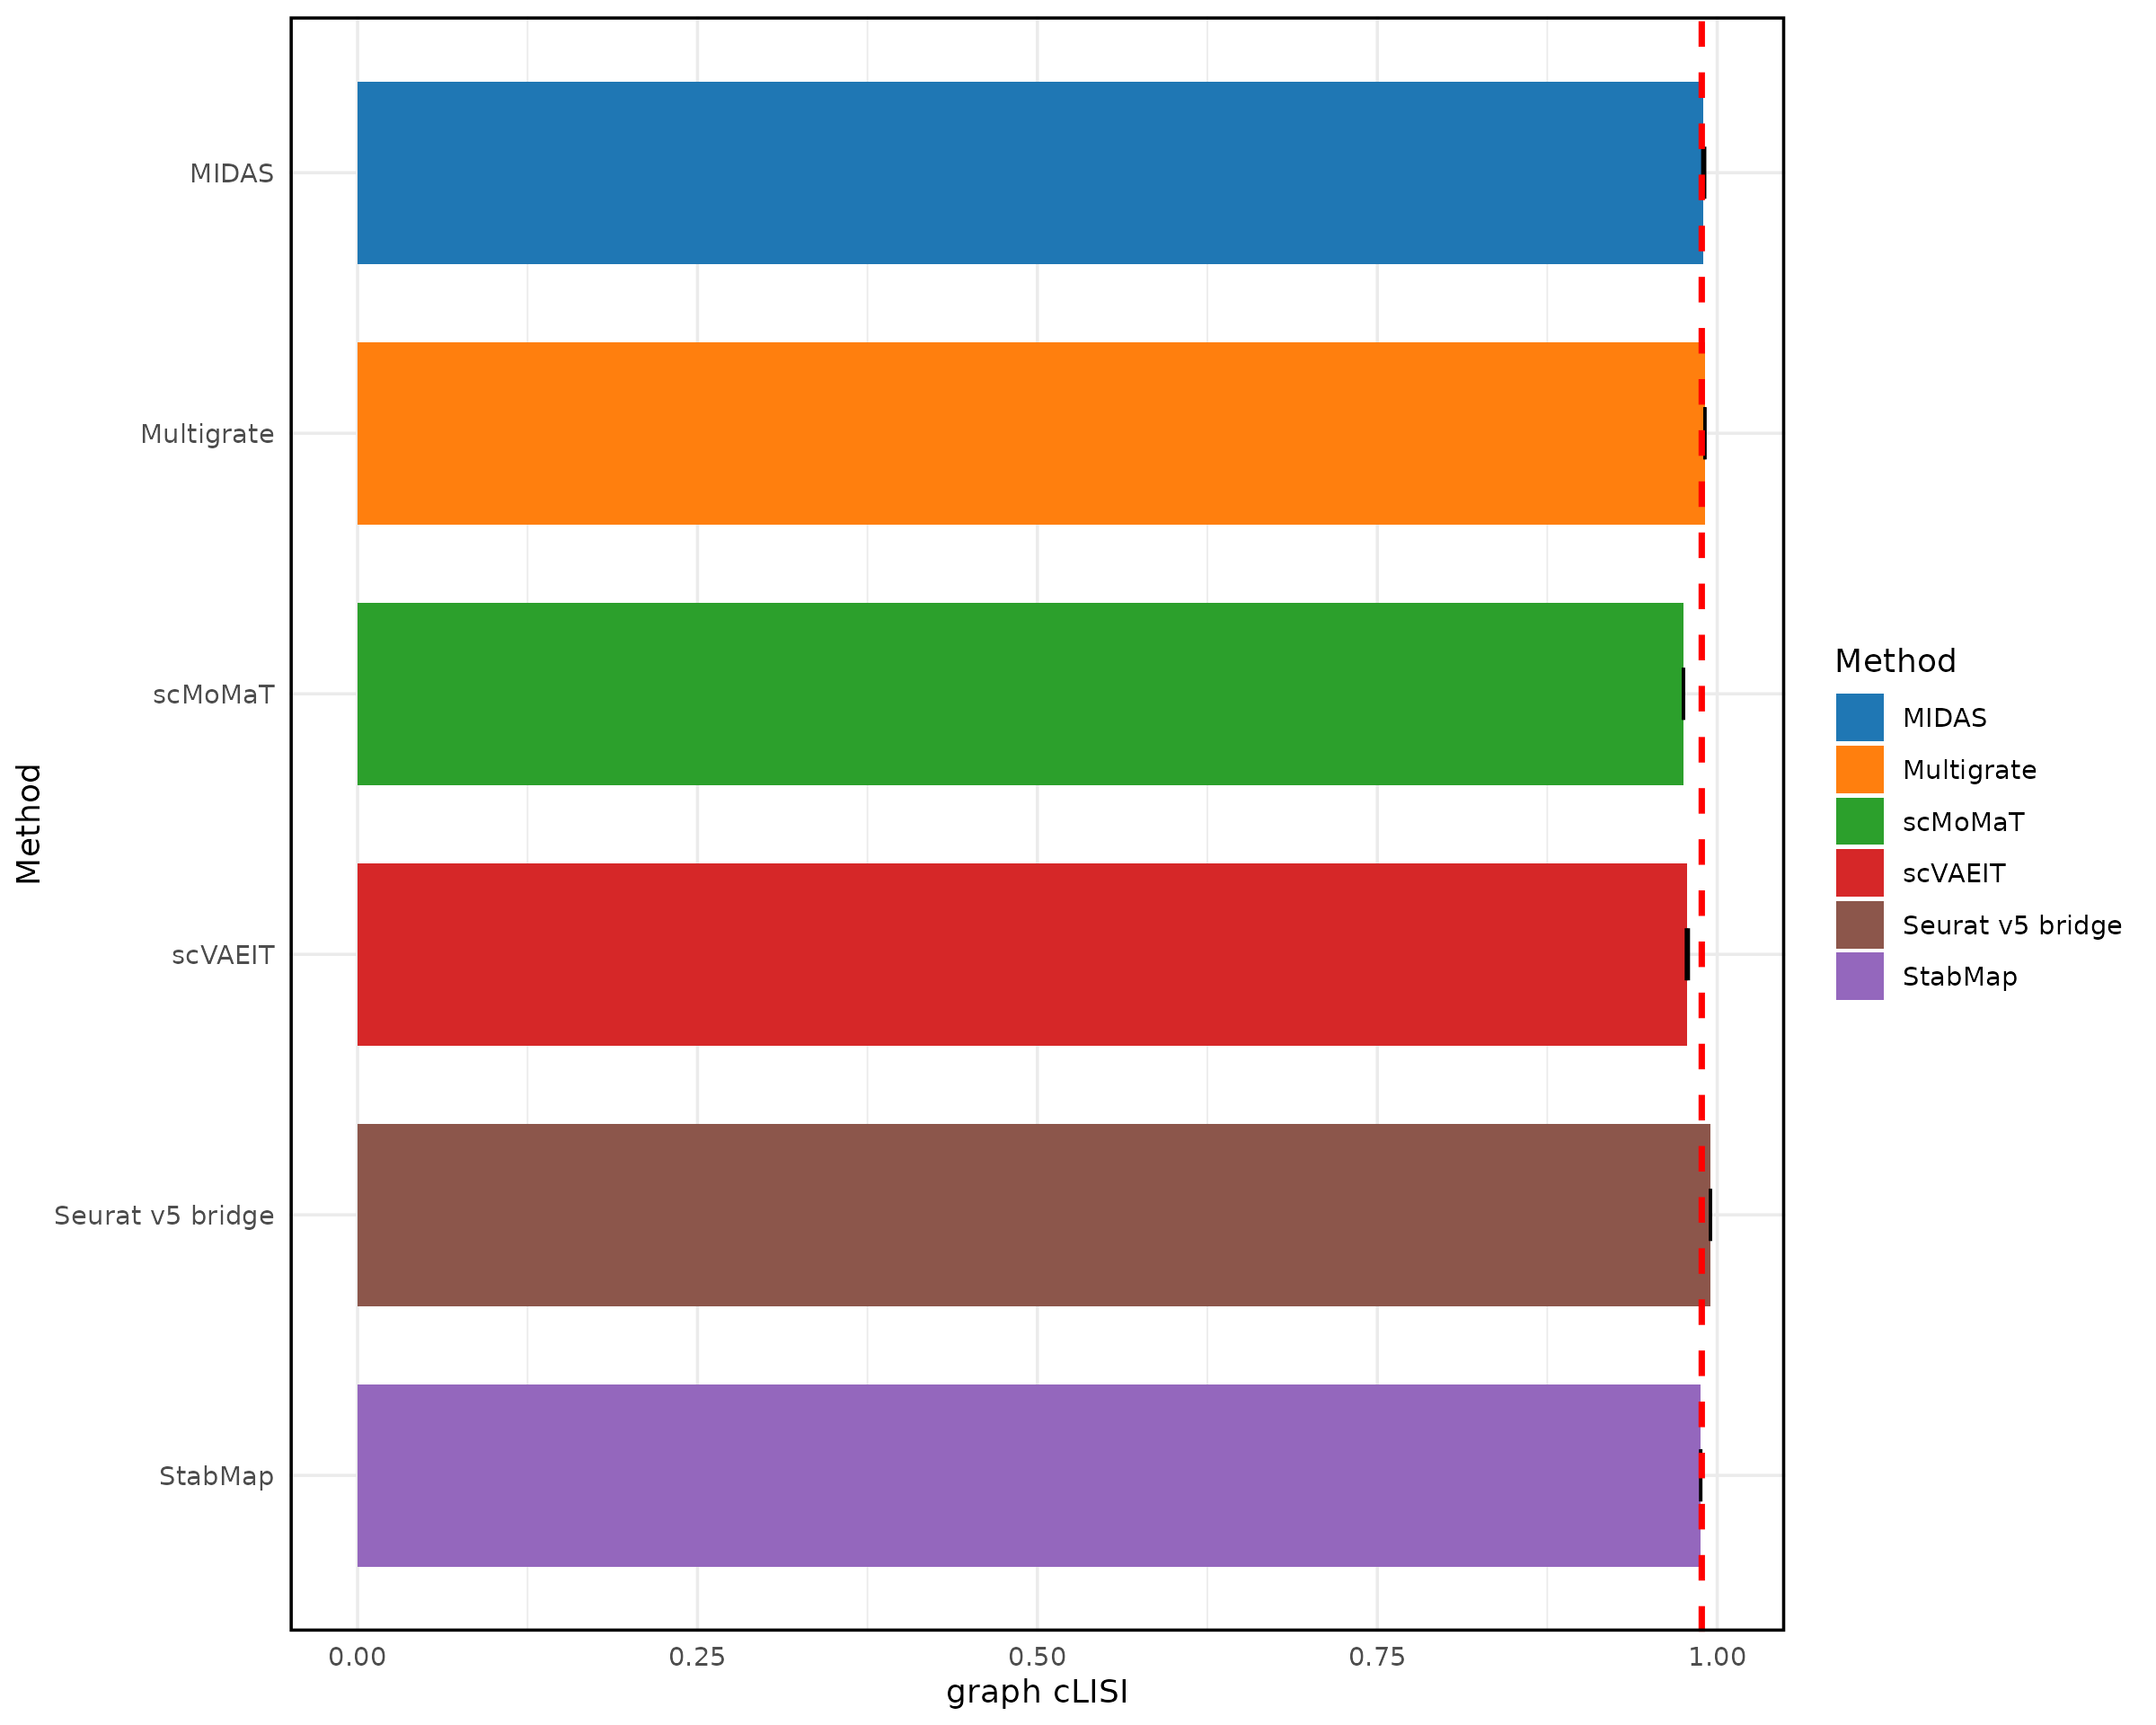 Method
MIDAS
Multigrate
scMoMaT
scVAEIT
Seurat v5 bridge
StabMap
0.00
0.25
0.50
0.75
1.00
graph cLISI
Method
MIDAS
Multigrate
scMoMaT
scVAEIT
Seurat v5 bridge
StabMap